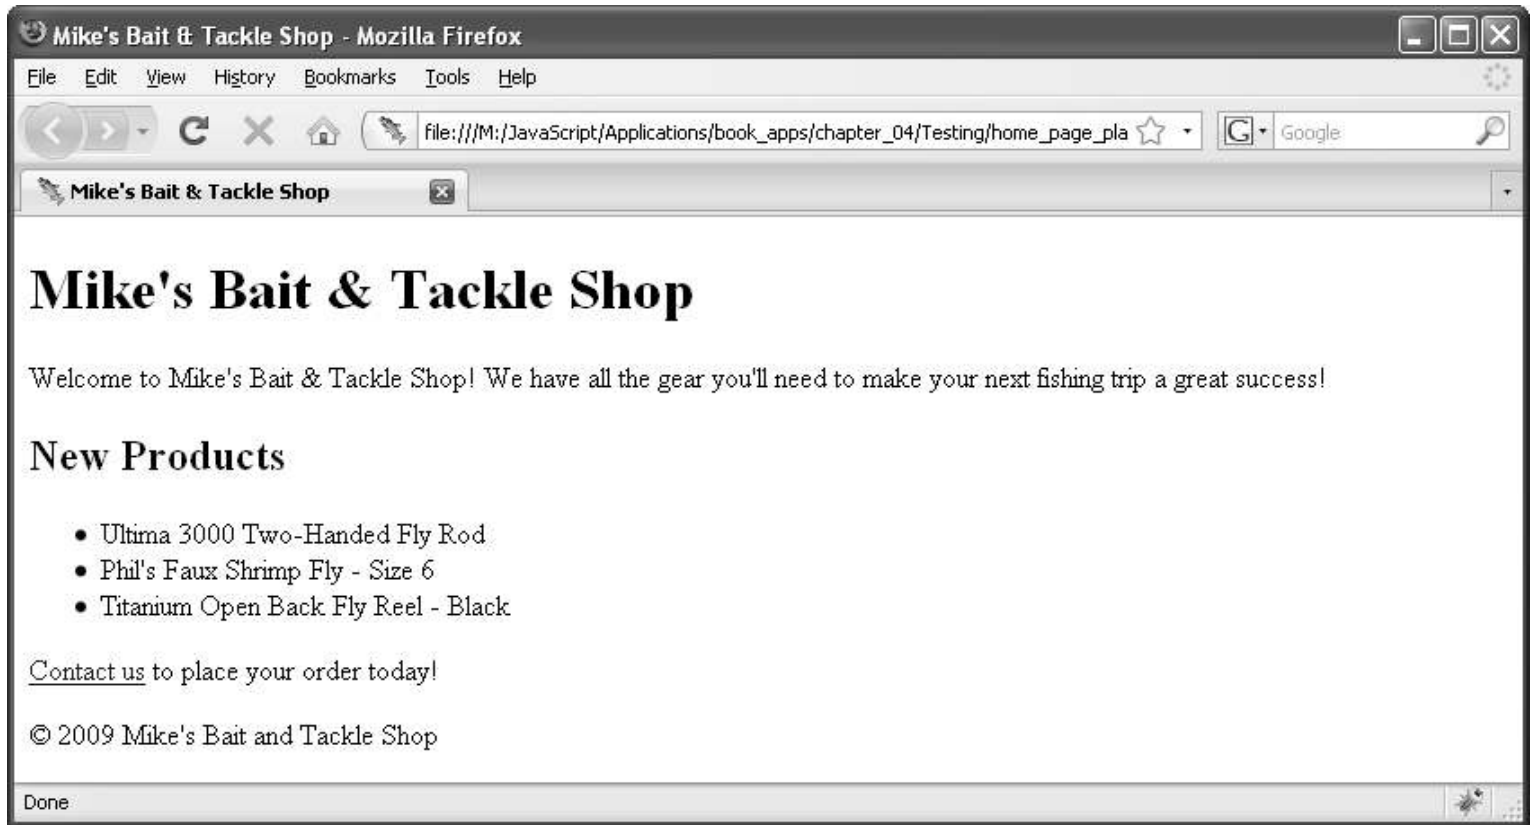 Mike's Bait & Tackle Shop - Mozilla Firefox
File Edit View History Bookmarks Tools Help
file:///M:/JavaScript/Applications/book_apps/chapter_04/Testing/home_page_pla G Google
Mike's Bait & Tackle Shop
Mike's Bait & Tackle Shop
Welcome to Mike's Bait & Tackle Shop! We have all the gear you'll need to make your next fishing trip a great success!
New Products
• Ultima 3000 Two-Handed Fly Rod
• Phil's Faux Shrimp Fly - Size 6
• Titanium Open Back Fly Reel - Black
Contact us to place your order today!
© 2009 Mike's Bait and Tackle Shop
Done